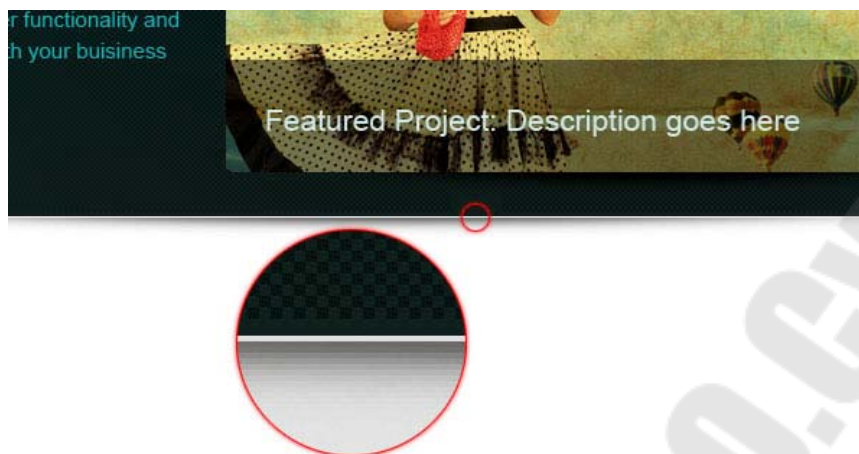 r functionality and
h your buisiness
Featured Project: Description goes here